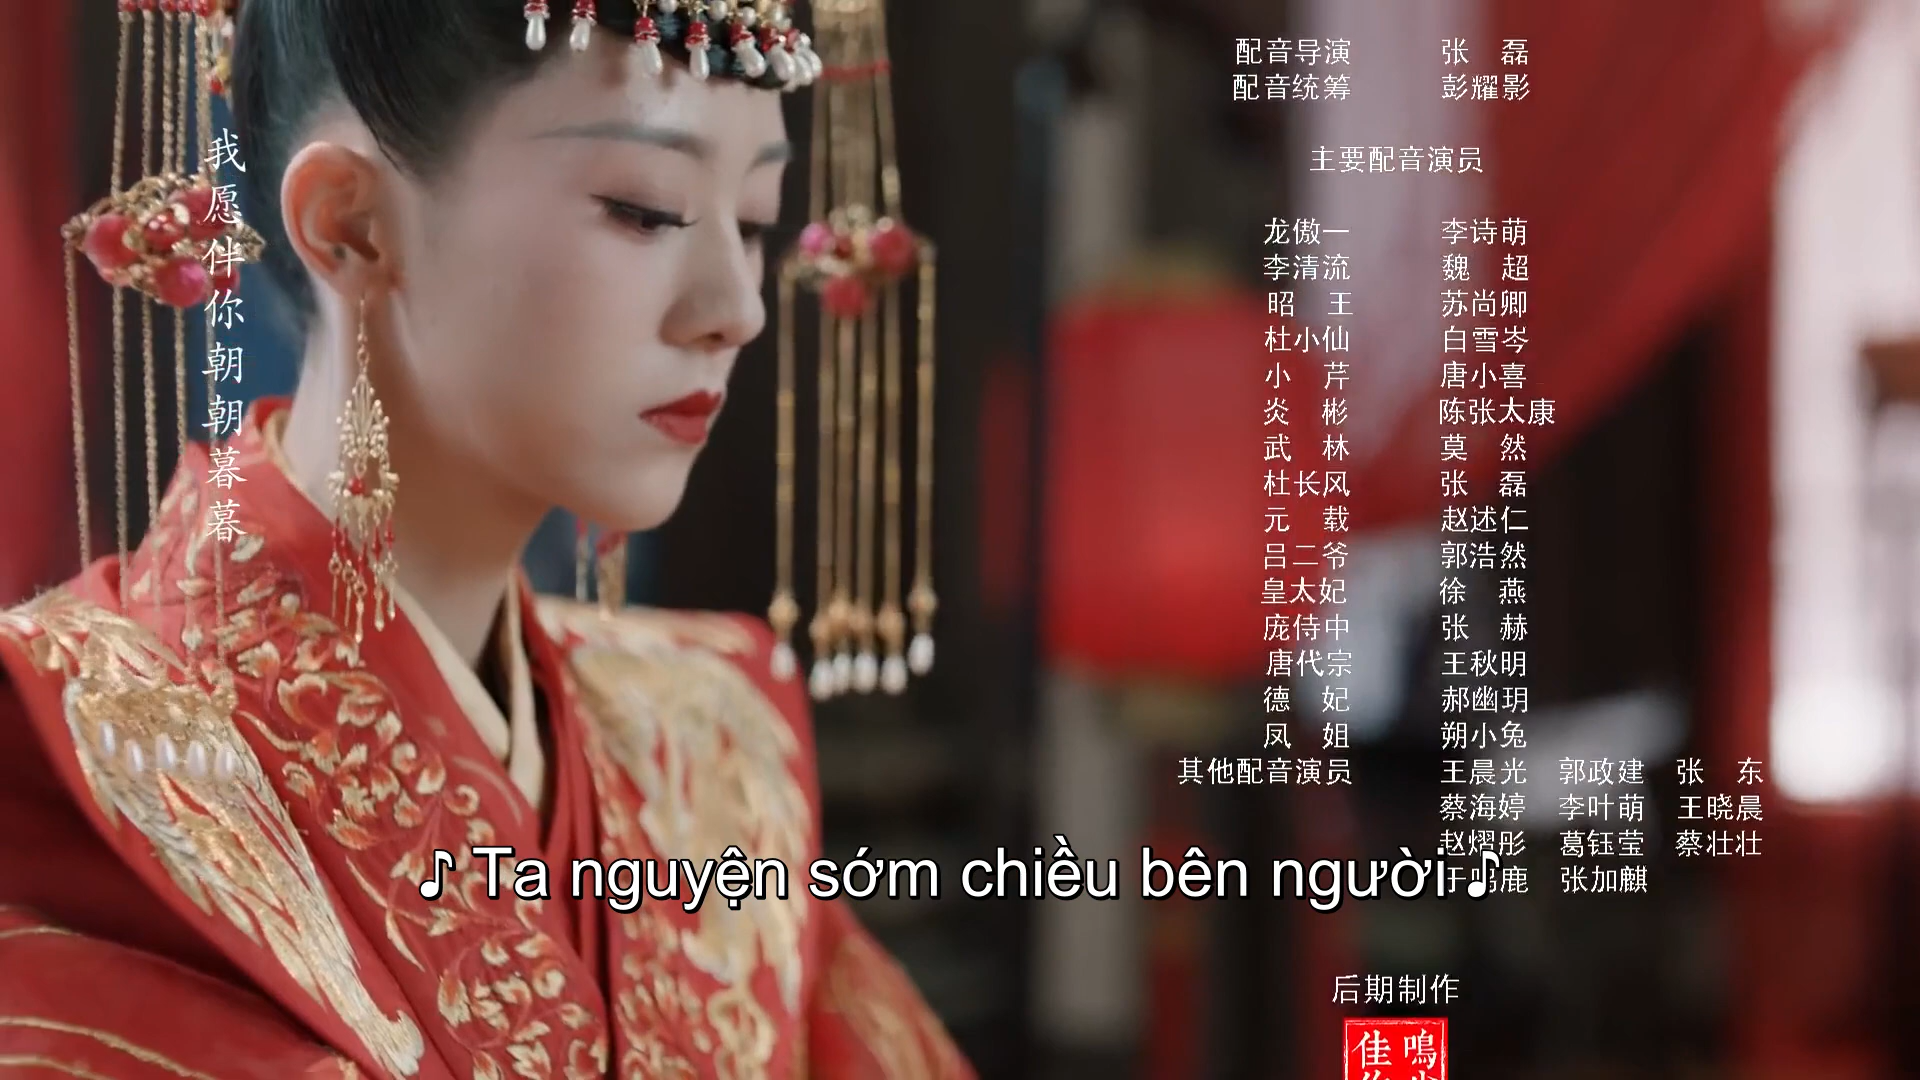 我愿伴你朝朝暮暮
配音导演 张 磊
配音统筹 彭耀影
主要配音演员
龙傲一 李诗萌
李清流 魏 超
昭 王 苏尚卿
杜小仙 白雪岑
小 芹 唐小喜
炎 彬 陈张太康
武 林 莫 然
杜长风 张 磊
元 载 赵述仁
吕二爷 郭浩然
皇太妃 徐 燕
庞侍中 张 赫
唐代宗 王秋明
德 妃 郝幽玥
凤 姐 朔小兔
其他配音演员 王晨光 郭政建 张 东
蔡海婷 李叶萌 王晓晨
赵熠彤 葛钰莹 蔡壮壮
鸣鹿 张加麒
♪ Ta nguyện sớm chiều bên người ♪
后期制作
佳 鳴